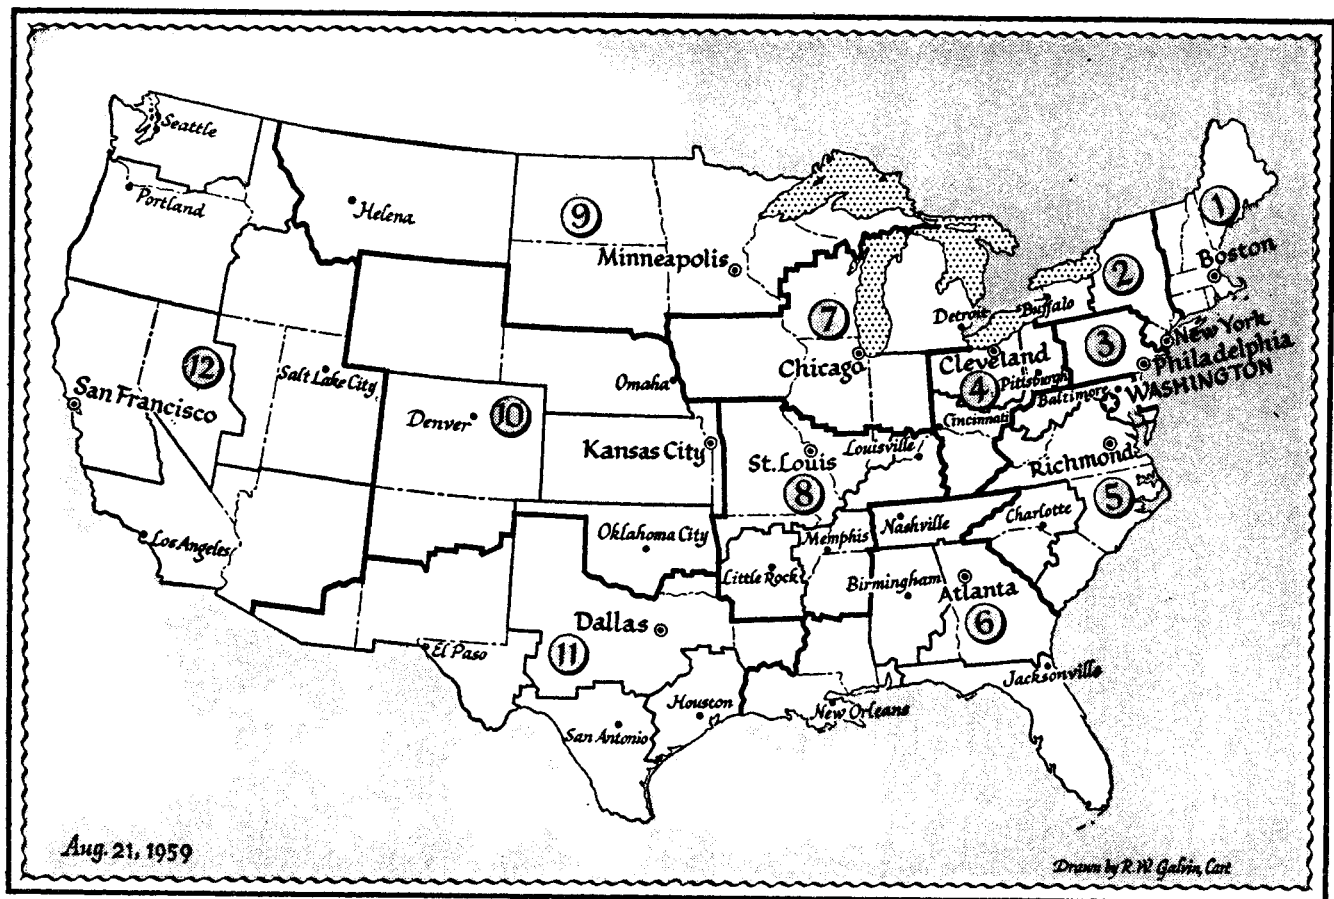 Seattle
Portland
Helena
9
Minneapolis
1
Boston
2
Buffalo
Detroit
7
Chicago
Cleveland
4
Pittsburgh
3
New York
Philadelphia
WASHINGTON
Baltimore
Cincinnati
12
Salt Lake City
San Francisco
Omaha
Denver
10
Kansas City
St. Louis
Louisville
8
Richmond
5
Los Angeles
Oklahoma City
Memphis
Nashville
Charlotte
Little Rock
Birmingham
Atlanta
6
Dallas
11
El Paso
Houston
San Antonio
New Orleans
Jacksonville
Aug. 21, 1959
Drawn by R.W. Galvin, Cart